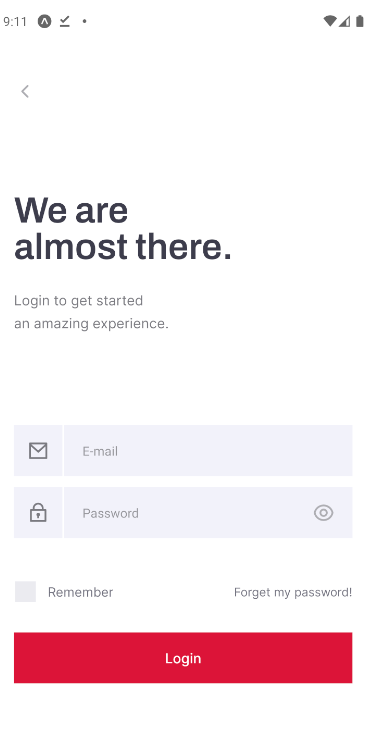 9:11
We are
almost there.
Login to get started
an amazing experience.
E-mail
Password
Remember
Forget my password!
Login